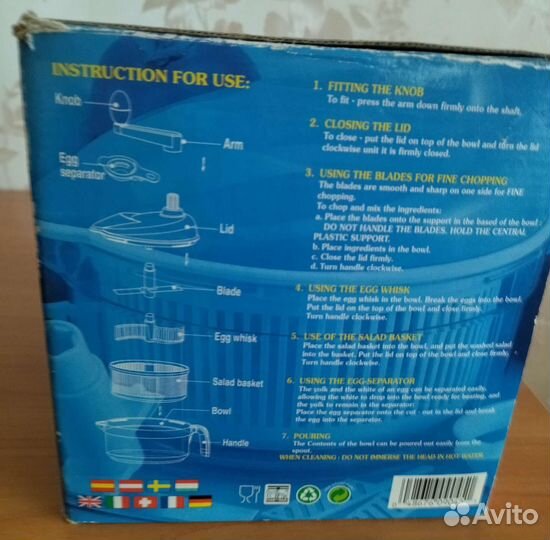 INSTRUCTION FOR USE:
Knob
Arm
Egg
separator
Lid
Blade
Egg whisk
Salad basket
Bowl
Handle
1. FITTING THE KNOB
To fit - press the arm down firmly onto the shaft.
2. CLOSING THE LID
To close - put the lid on top of the bowl and turn the lid
clockwise unit it is firmly closed.
3. USING THE BLADES FOR FINE CHOPPING
The blades are smooth and sharp on one side for FINE
chopping.
To chop and mix the ingredients:
a. Place the blades onto the support in the based of the bowl :
DO NOT HANDLE THE BLADES. HOLD THE CENTRAL
PLASTIC SUPPORT.
b. Place ingredients in the bowl.
c. Close the lid firmly.
d. Turn handle clockwise.
4. USING THE EGG WHISK
Place the egg whisk in the bowl. Break the eggs into the bowl.
Put the lid on top of the bowl and close firmly.
Turn handle clockwise.
5. USE OF THE SALAD BASKET
Place the salad basket into the bowl, and put the washed salad
into the basket. Put the lid on top of the bowl and close firmly.
Turn handle clockwise.
6. USING THE EGG-SEPARATOR
The yolk and the white of an egg can be separated easily,
allowing the white to drop into the bowl ready for beating, and
the yolk to remain in the separator:
Place the egg separator onto the cut - out in the lid and break
the egg into the separator.
7. POURING
The Contents of the bowl can be poured out easily from the
spout.
WHEN CLEANING : DO NOT IMMERSE THE HEAD IN HOT WATER.
Avito